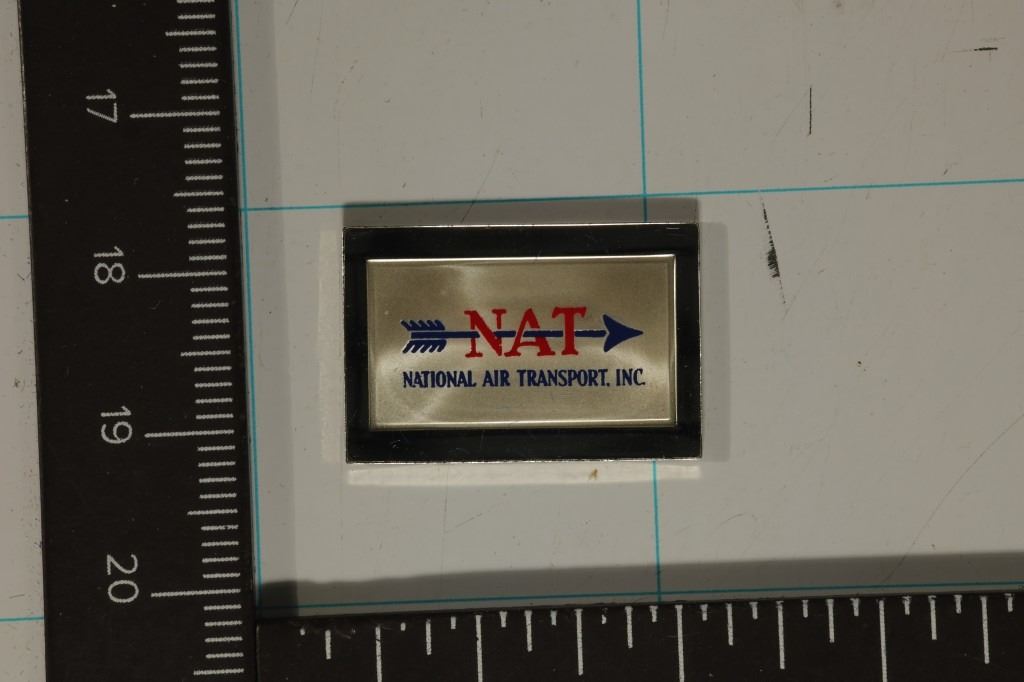 17
18
19
20
NAT
NATIONAL AIR TRANSPORT, INC.